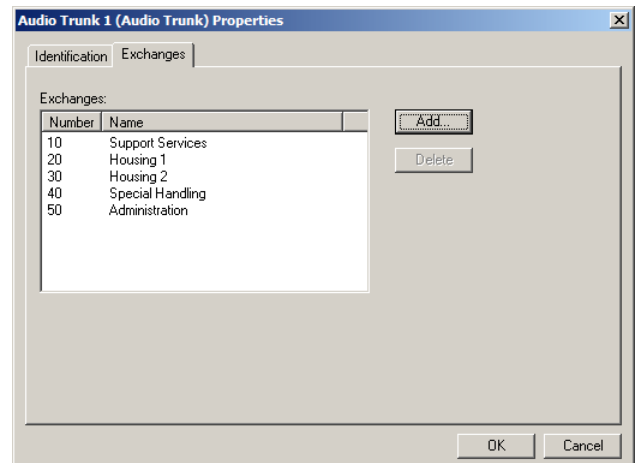 Audio Trunk 1 (Audio Trunk) Properties
Identification Exchanges
Exchanges:
Number Name
Add...
10 Support Services
Delete
20 Housing 1
30 Housing 2
40 Special Handling
50 Administration
OK Cancel